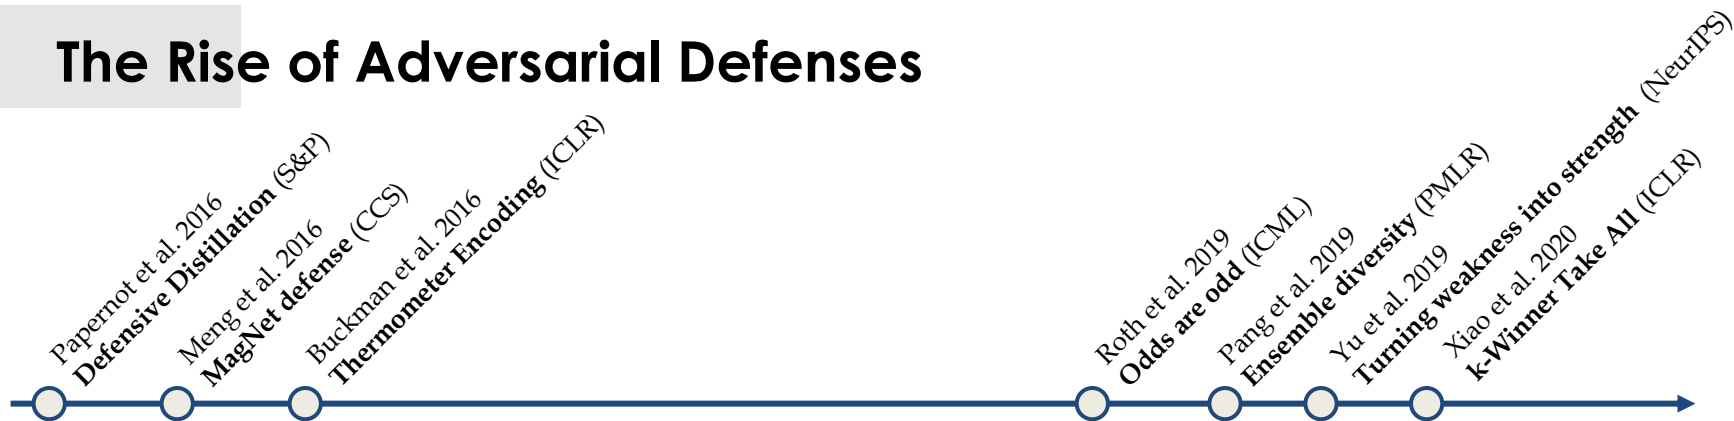 The Rise of Adversarial Defenses
Papernot et al. 2016
Defensive Distillation (S&P)
Meng et al. 2016
MagNet defense (CCS)
Buckman et al. 2016
Thermometer Encoding (ICLR)
Roth et al. 2019
Odds are odd (ICML)
Pang et al. 2019
Ensemble diversity (PMLR)
Yu et al. 2019
Turning weakness into strength (NeurIPS)
Xiao et al. 2020
k-Winner Take All (ICLR)